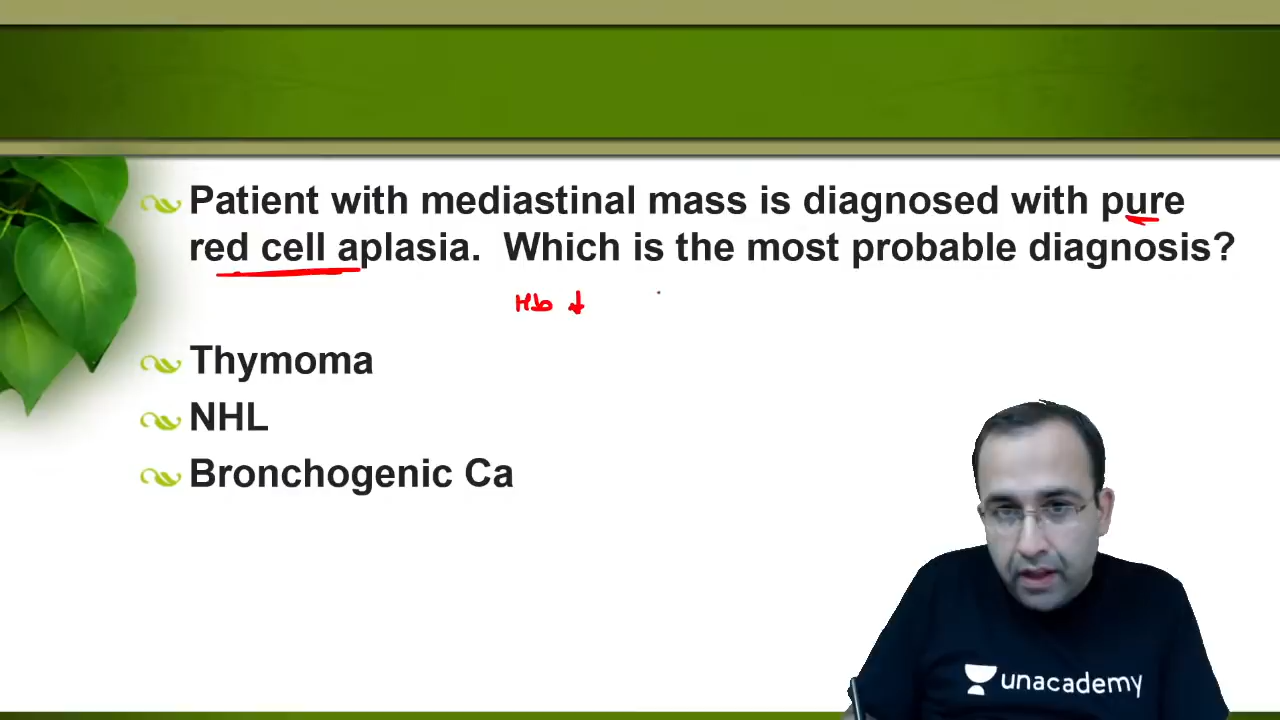 Patient with mediastinal mass is diagnosed with pure
red cell aplasia. Which is the most probable diagnosis?
Hb ↓
Thymoma
NHL
Bronchogenic Ca
unacademy